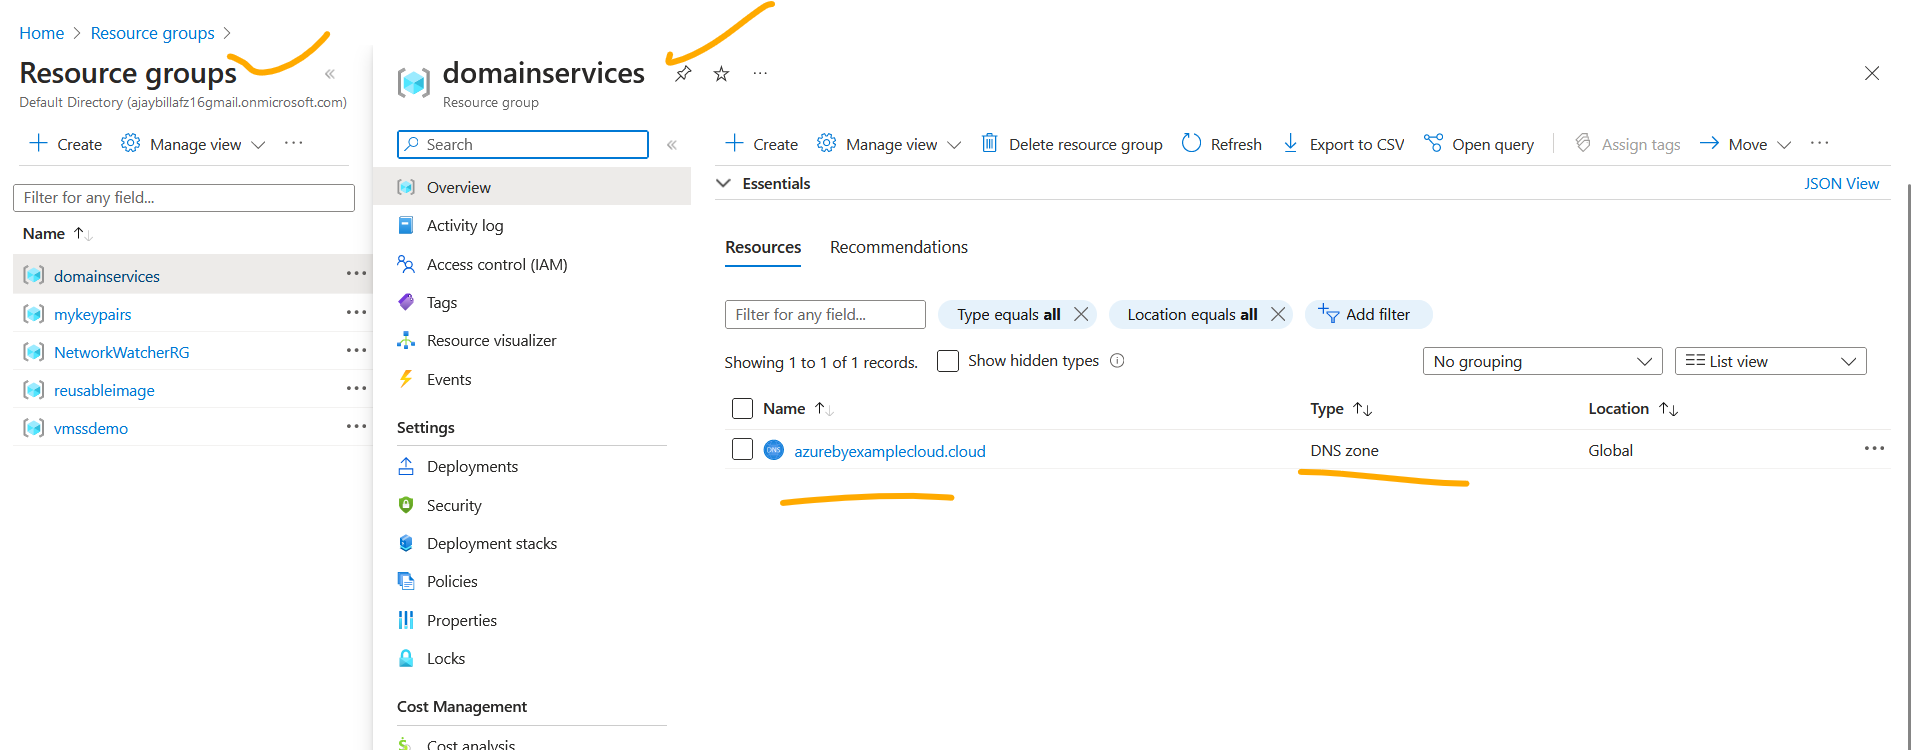 Home > Resource groups >
Resource groups
Default Directory (ajaybillafz16gmail.onmicrosoft.com)
Create Manage view ...
Filter for any field...
Name
domainservices
mykeypairs
NetworkWatcherRG
reusableimage
vmssdemo
domainservices
Resource group
Search
Overview
Activity log
Access control (IAM)
Tags
Resource visualizer
Events
Settings
Deployments
Security
Deployment stacks
Policies
Properties
Locks
Cost Management
Cost analysis
Create Manage view Delete resource group Refresh Export to CSV Open query Assign tags Move ...
Essentials
JSON View
Resources Recommendations
Filter for any field... Type equals all Location equals all Add filter
Showing 1 to 1 of 1 records. Show hidden types No grouping List view
Name Type Location
DNS azurebyexamplecloud.cloud DNS zone Global